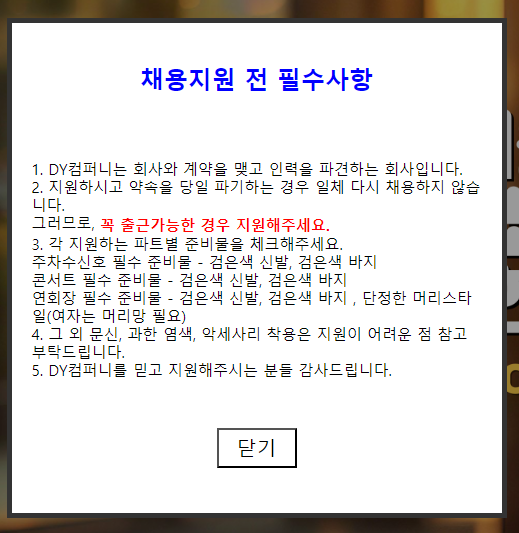 채용지원 전 필수사항
1. DY컴퍼니는 회사와 계약을 맺고 인력을 파견하는 회사입니다.
2. 지원하시고 약속을 당일 파기하는 경우 일체 다시 채용하지 않습
니다.
그러므로, 꼭 출근가능한 경우 지원해주세요.
3. 각 지원하는 파트별 준비물을 체크해주세요.
주차수신호 필수 준비물 - 검은색 신발, 검은색 바지
콘서트 필수 준비물 - 검은색 신발, 검은색 바지
연회장 필수 준비물 - 검은색 신발, 검은색 바지 , 단정한 머리스타
일(여자는 머리망 필요)
4. 그 외 문신, 과한 염색, 악세사리 착용은 지원이 어려운 점 참고
부탁드립니다.
5. DY컴퍼니를 믿고 지원해주시는 분들 감사드립니다.
닫기